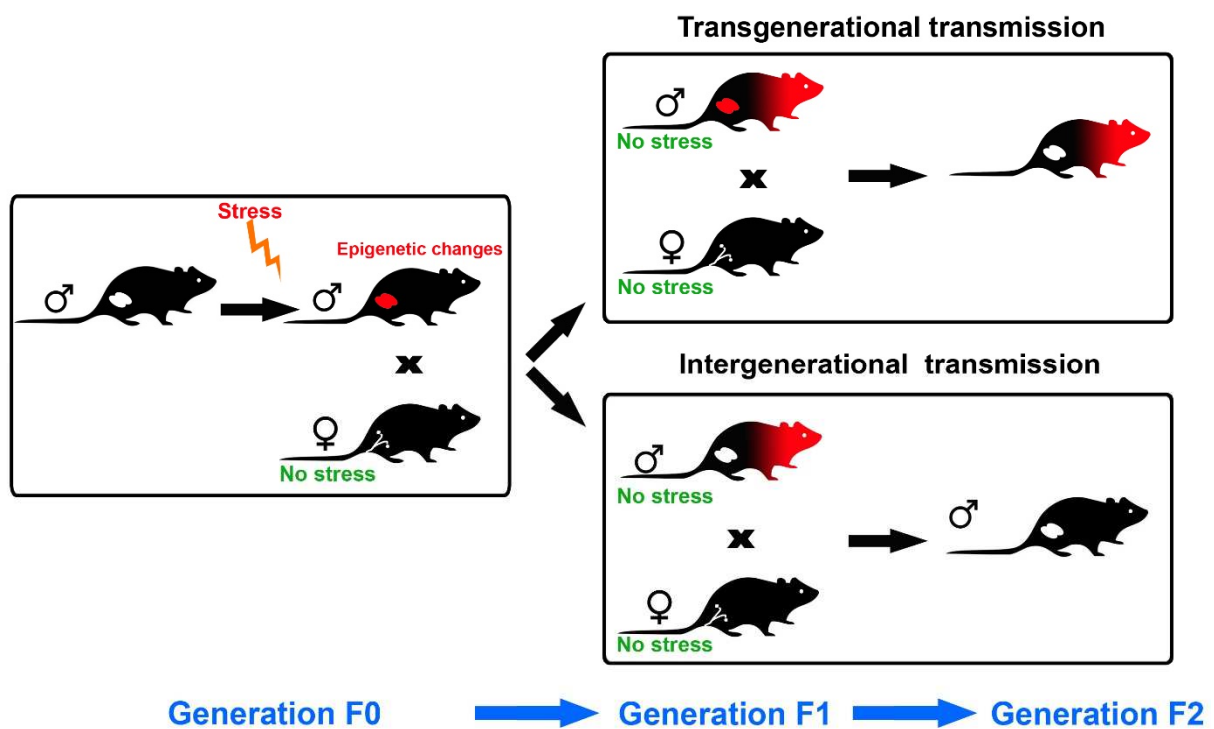 Transgenerational transmission
♂
No stress
x
♀
No stress
Stress
Epigenetic changes
♂
♂
x
♀
No stress
Intergenerational transmission
♂
No stress
x
♂
♀
No stress
Generation F0
Generation F1
Generation F2